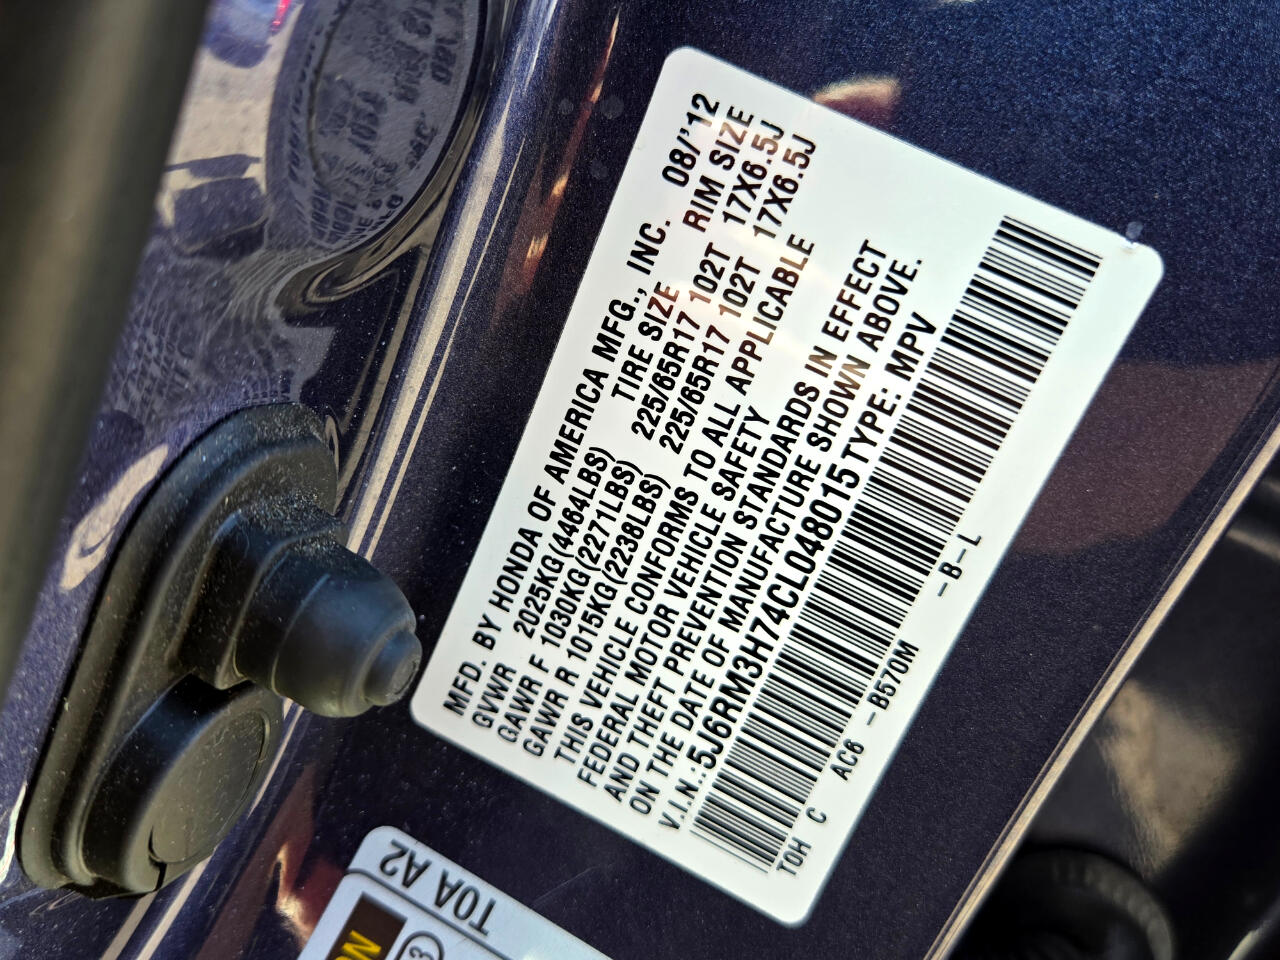 MFD. BY HONDA OF AMERICA MFG., INC. 08/'12
GVWR 2025KG(4464LBS) TIRE SIZE RIM SIZE
GAWR F 1030KG(2271LBS) 225/65R17 102T 17X6.5J
GAWR R 1015KG(2238LBS) 225/65R17 102T 17X6.5J
THIS VEHICLE CONFORMS TO ALL APPLICABLE
FEDERAL MOTOR VEHICLE SAFETY
AND THEFT PREVENTION STANDARDS IN EFFECT
ON THE DATE OF MANUFACTURE SHOWN ABOVE.
V.I.N.: 5J6RM3H74CL048015 TYPE: MPV
TOH C AC6 -B570M -B-L
T0A A2
3